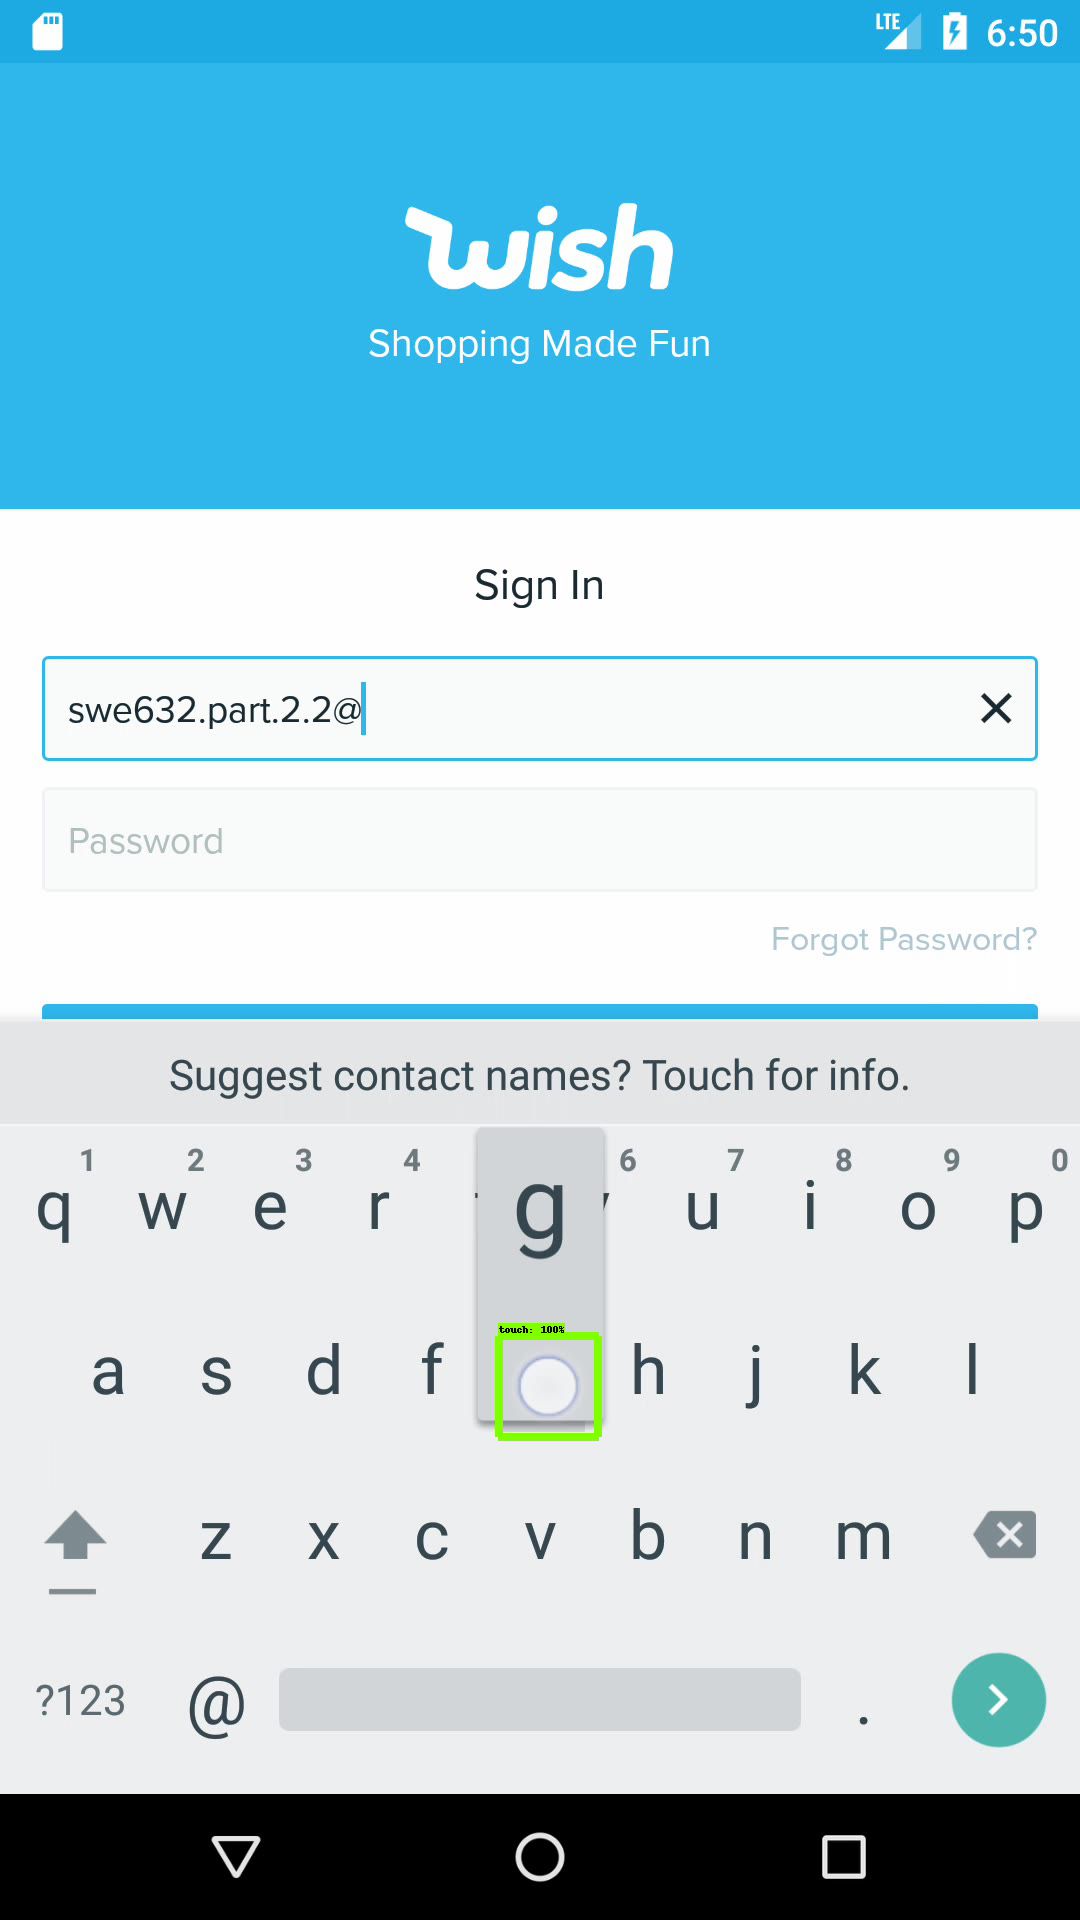 LTE 6:50
wish
Shopping Made Fun
Sign In
swe632.part.2.2@
Password
Forgot Password?
Suggest contact names? Touch for info.
1 2 3 4 6 7 8 9 0
q w e r g u i o p
touch: 100%
a s d f h j k l
z x c v b n m
?123 @ .